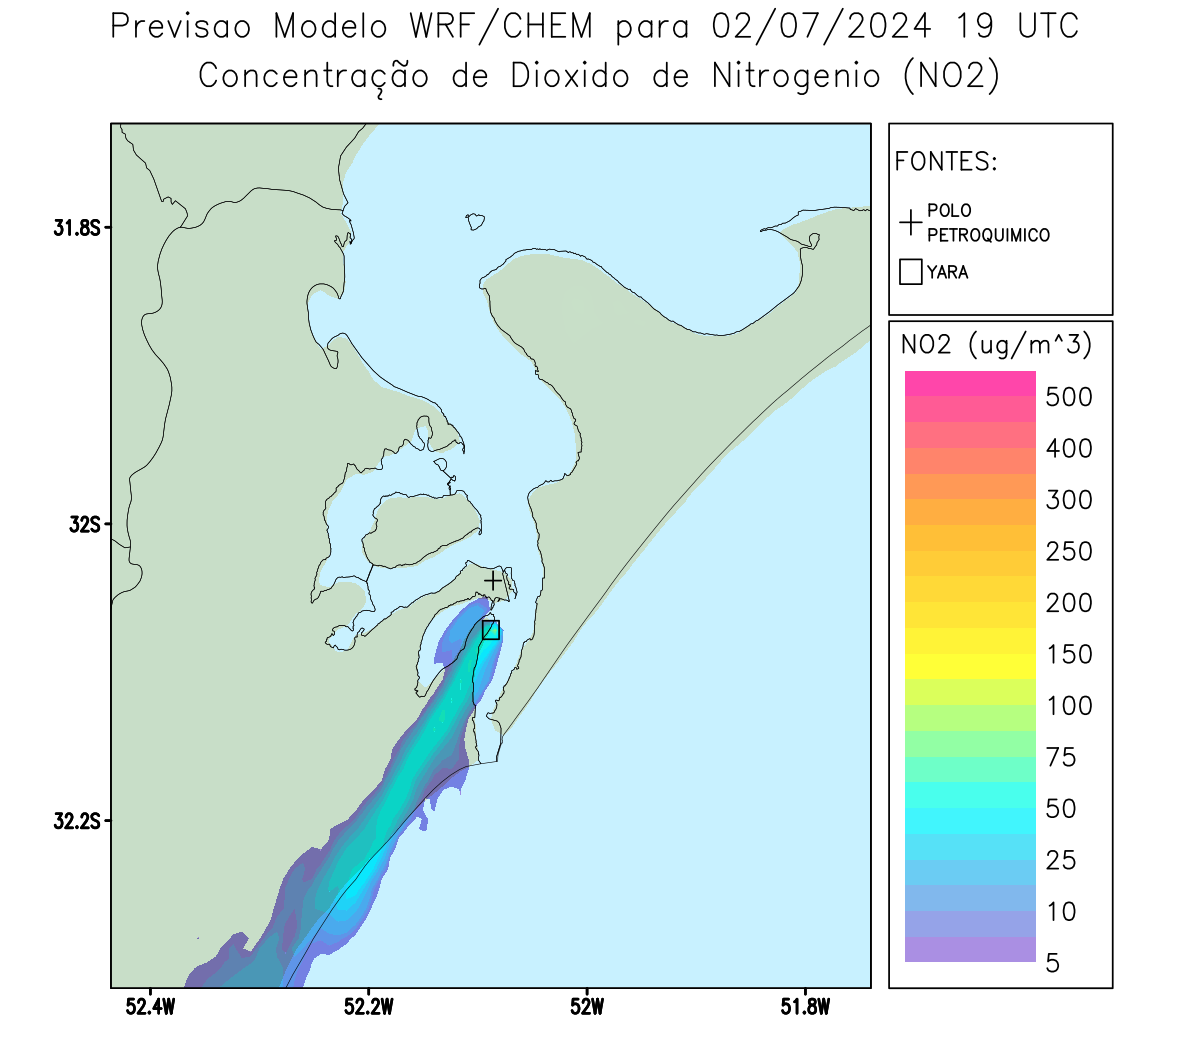 Previsao Modelo WRF/CHEM para 02/07/2024 19 UTC
Concentração de Dioxido de Nitrogenio (NO2)
FONTES:
POLO
PETROQUIMICO
YARA
NO2 (ug/m^3)
500
400
300
250
200
150
100
75
50
25
10
5
31.8S
32S
32.2S
52.4W
52.2W
52W
51.8W